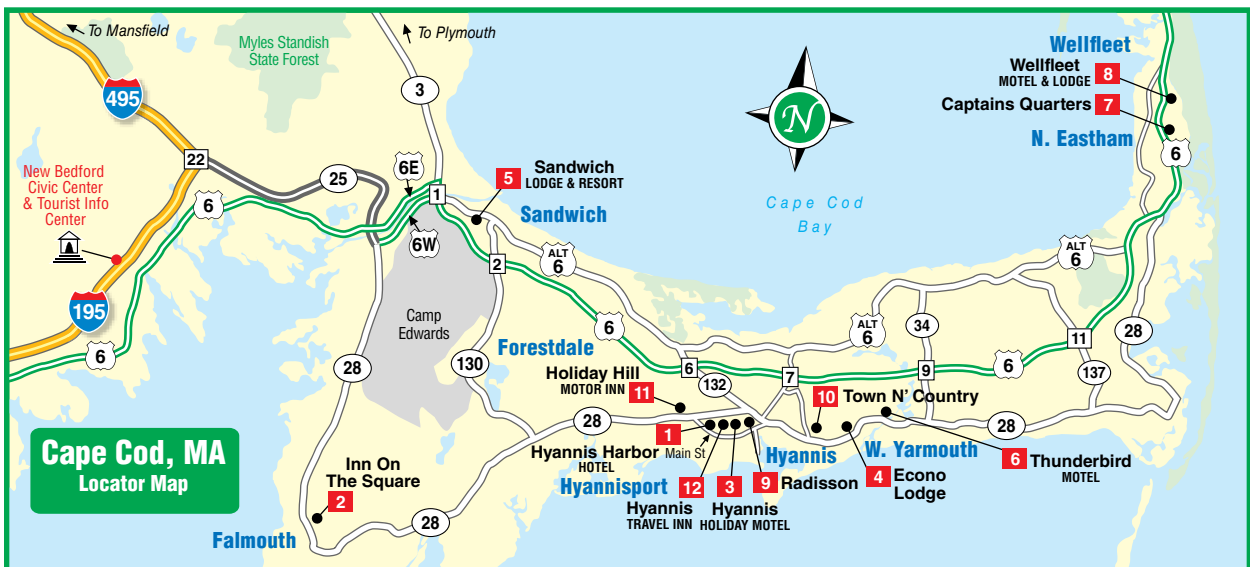 To Mansfield
To Plymouth
Myles Standish
State Forest
495
3
22
25
6E
1
6W
New Bedford
Civic Center
& Tourist Info
Center
6
195
6
5
Sandwich
LODGE & RESORT
Sandwich
2
ALT
6
N
Cape Cod
Bay
Wellfleet
Wellfleet
MOTEL & LODGE
8
Captains Quarters
7
N. Eastham
6
ALT
6
Camp
Edwards
28
130
Forestdale
6
Holiday Hill
MOTOR INN
11
6
132
7
ALT
6
34
9
6
11
137
28
10
Town N' Country
28
1
Hyannis Harbor
HOTEL
Main St
Hyannisport
12
Hyannis
TRAVEL INN
3
Hyannis
HOLIDAY MOTEL
9
Radisson
Hyannis
W. Yarmouth
4
Econo
Lodge
28
6
Thunderbird
MOTEL
Cape Cod, MA
Locator Map
Inn On
The Square
2
28
Falmouth